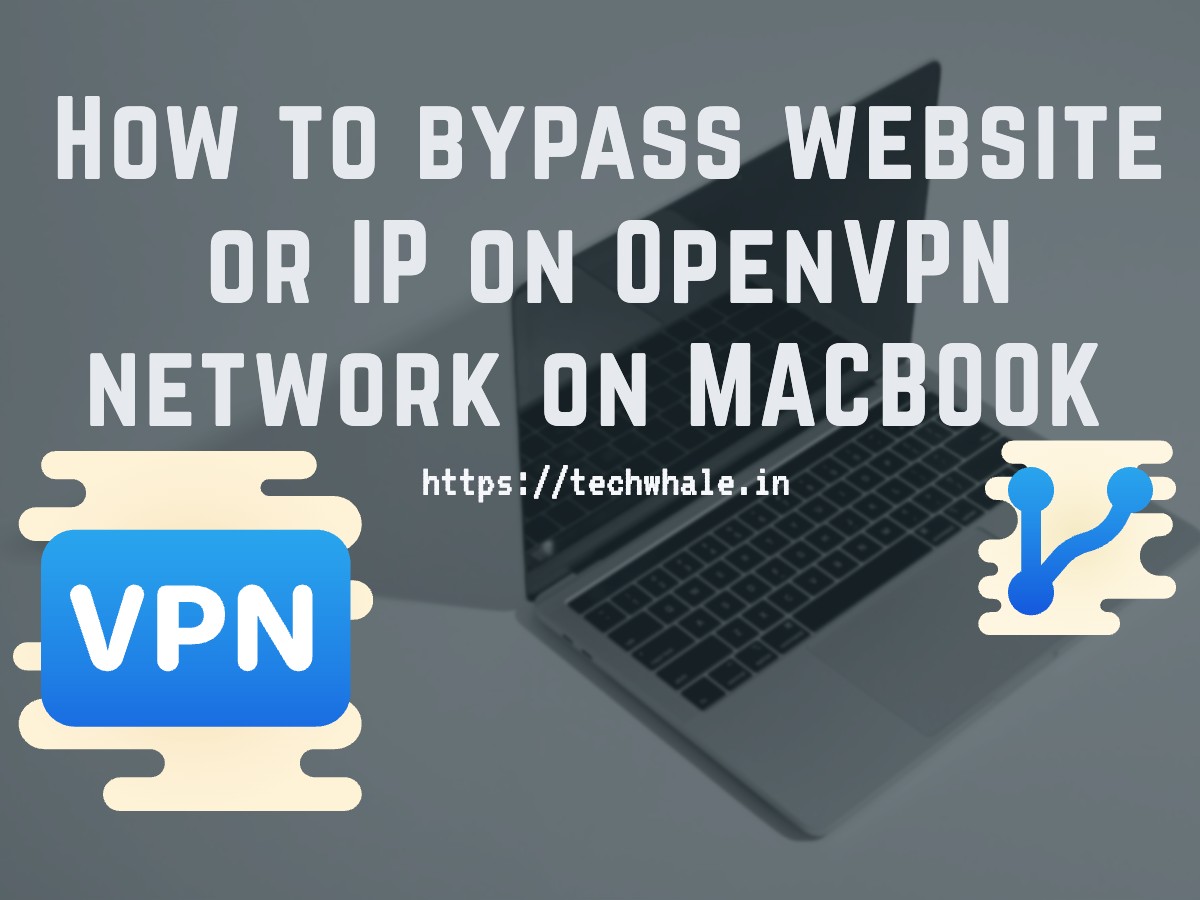 How to bypass website
or IP on OpenVPN
network on MACBOOK
https://techwhale.in
VPN